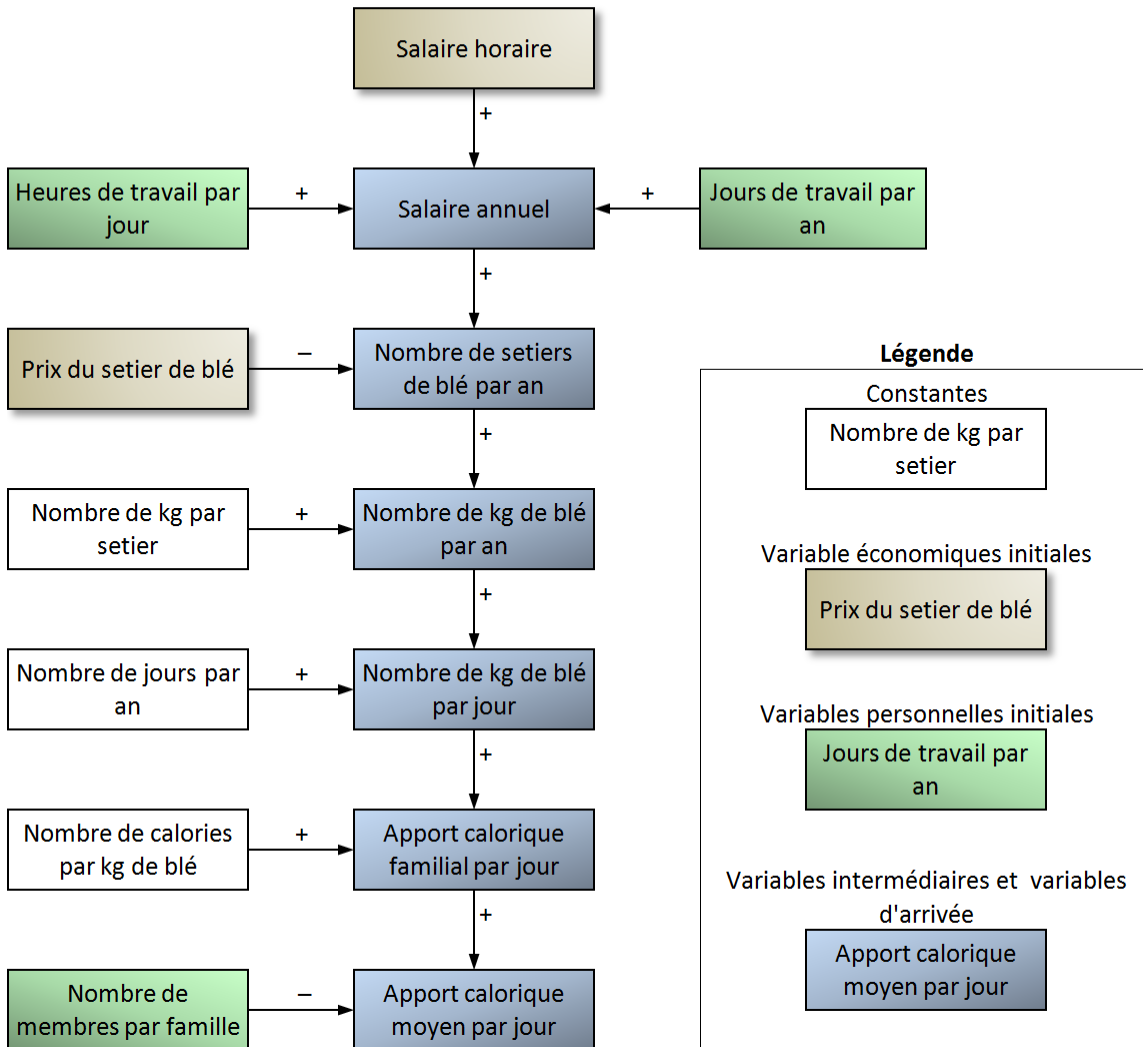 Salaire horaire
+
Heures de travail par
jour
+
Salaire annuel
+
Jours de travail par
an
+
Prix du setier de blé
–
Nombre de setiers
de blé par an
+
Nombre de kg par
setier
+
Nombre de kg de blé
par an
+
Nombre de jours par
an
+
Nombre de kg de blé
par jour
+
Nombre de calories
par kg de blé
+
Apport calorique
familial par jour
+
Nombre de
membres par famille
–
Apport calorique
moyen par jour
Légende
Constantes
Nombre de kg par
setier
Variable économiques initiales
Prix du setier de blé
Variables personnelles initiales
Jours de travail par
an
Variables intermédiaires et variables
d'arrivée
Apport calorique
moyen par jour